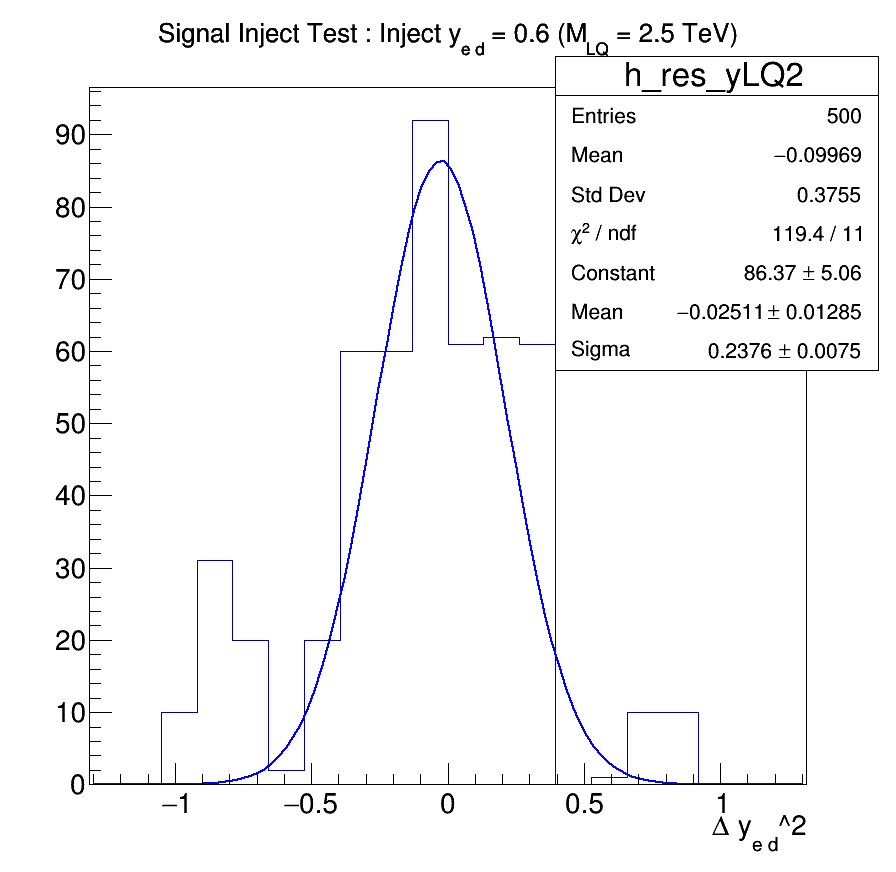 Signal Inject Test : Inject y_{e d} = 0.6 (M_{LQ} = 2.5 TeV)
h_res_yLQ2
Entries 500
Mean −0.09969
Std Dev 0.3755
χ² / ndf 119.4 / 11
Constant 86.37 ± 5.06
Mean −0.02511 ± 0.01285
Sigma 0.2376 ± 0.0075
90
80
70
60
50
40
30
20
10
0
−1 −0.5 0 0.5 1
Δ y_{e d}^2